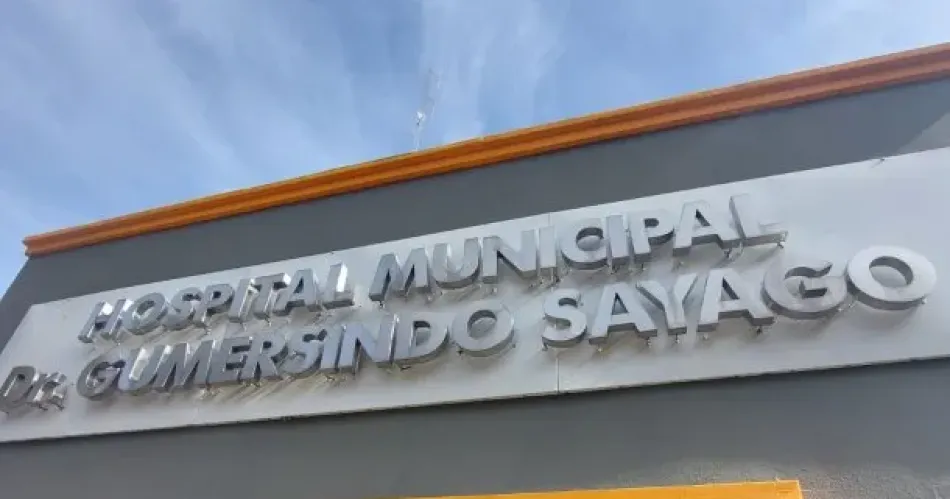 HOSPITAL MUNICIPAL
Dr. GUMERSINDO SAYAGO